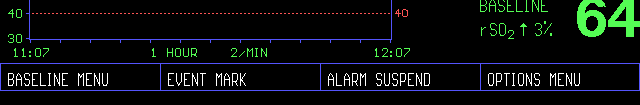 BASELINE
40 40 rSO2↑ 3% 64
30
11:07 1 HOUR 2/MIN 12:07
BASELINE MENU EVENT MARK ALARM SUSPEND OPTIONS MENU